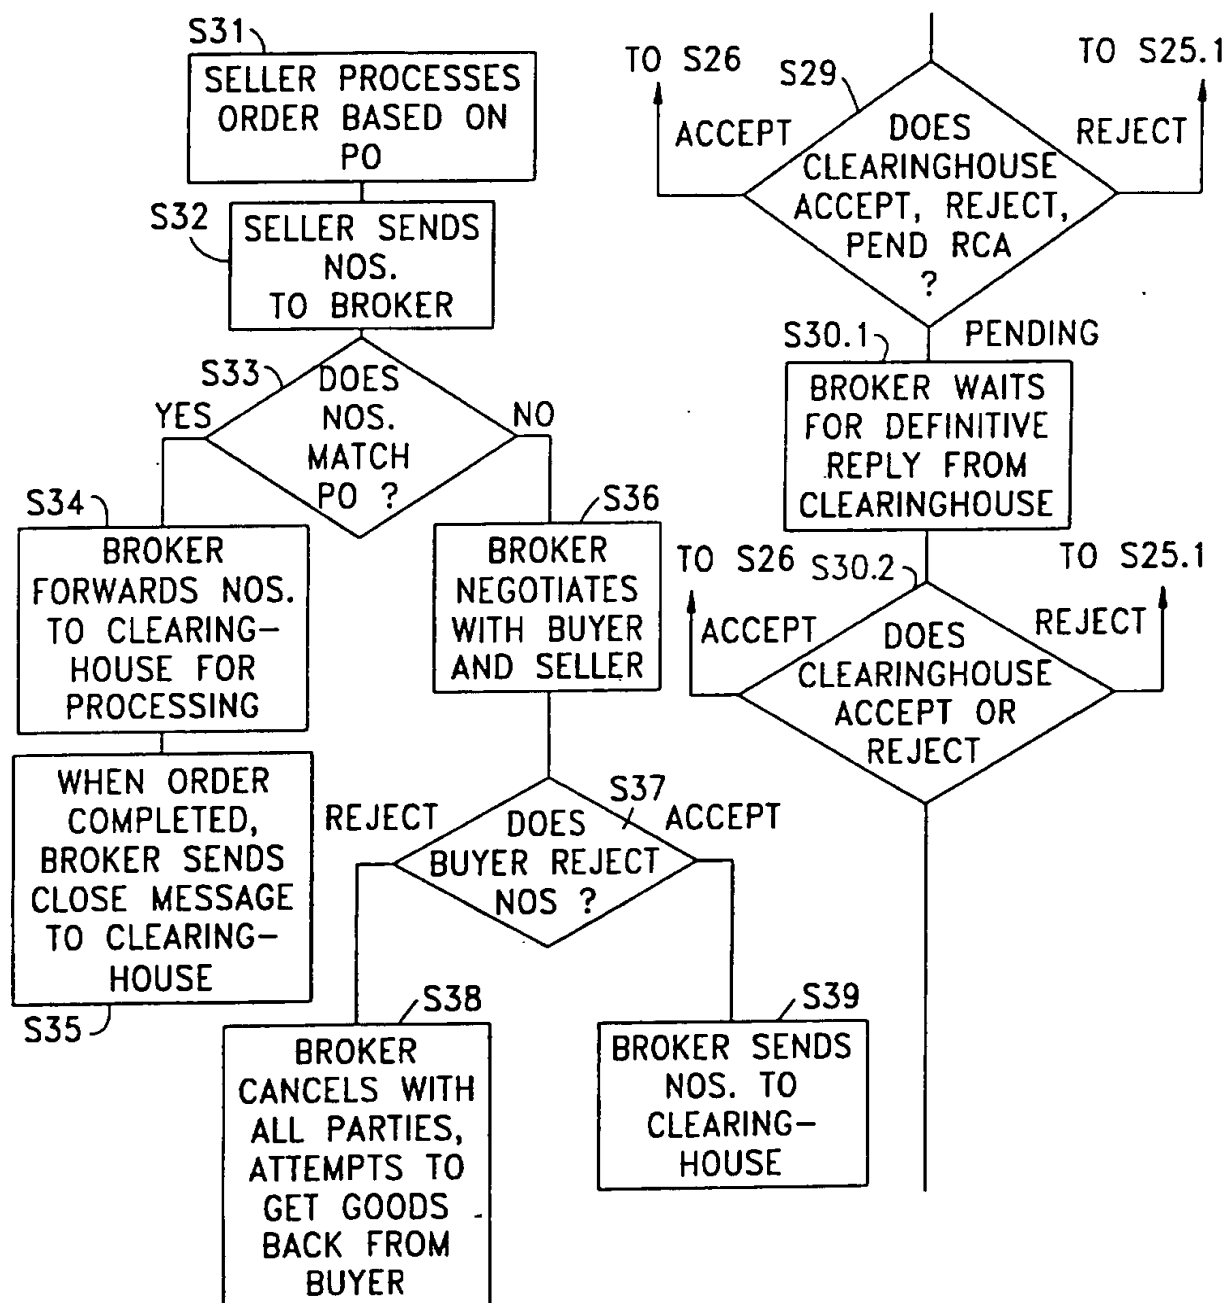 S31
SELLER PROCESSES
ORDER BASED ON
PO
S32
SELLER SENDS
NOS.
TO BROKER
S33
DOES
NOS.
MATCH
PO ?
YES
NO
S34
BROKER
FORWARDS NOS.
TO CLEARING-
HOUSE FOR
PROCESSING
WHEN ORDER
COMPLETED,
BROKER SENDS
CLOSE MESSAGE
TO CLEARING-
HOUSE
S35
S36
BROKER
NEGOTIATES
WITH BUYER
AND SELLER
S37
REJECT
DOES
BUYER REJECT
NOS ?
ACCEPT
S38
BROKER
CANCELS WITH
ALL PARTIES,
ATTEMPTS TO
GET GOODS
BACK FROM
BUYER
S39
BROKER SENDS
NOS. TO
CLEARING-
HOUSE
TO S26
S29
TO S25.1
ACCEPT
DOES
CLEARINGHOUSE
ACCEPT, REJECT,
PEND RCA
?
REJECT
S30.1
PENDING
BROKER WAITS
FOR DEFINITIVE
REPLY FROM
CLEARINGHOUSE
TO S26
S30.2
TO S25.1
ACCEPT
DOES
CLEARINGHOUSE
ACCEPT OR
REJECT
REJECT